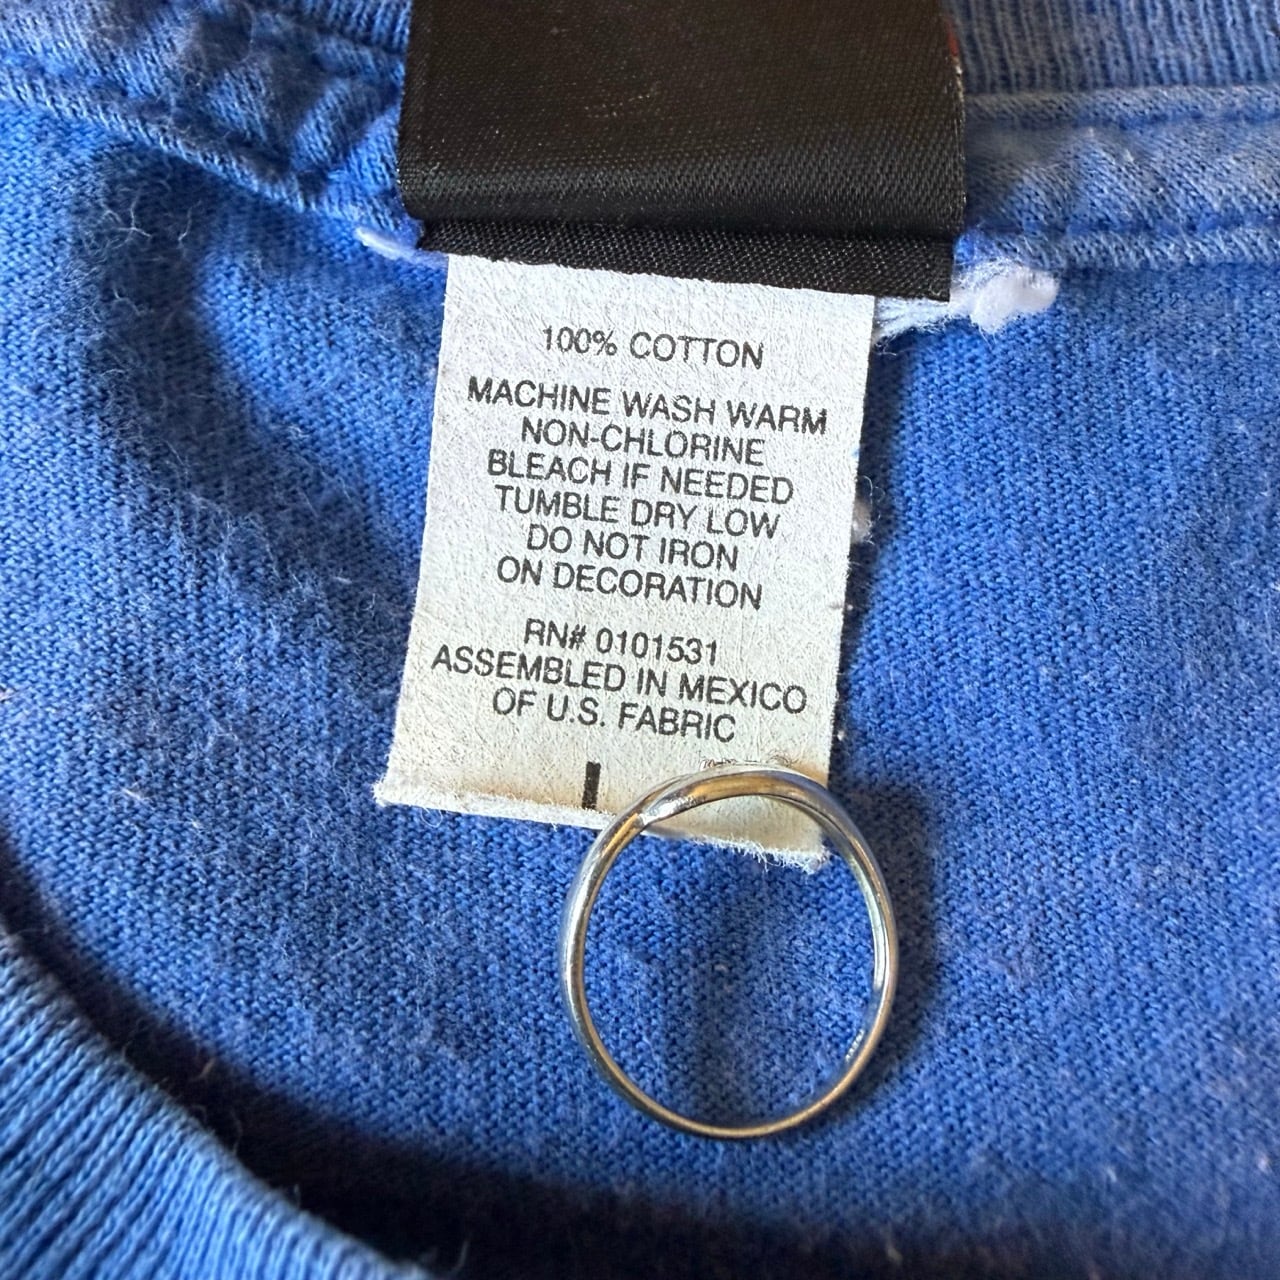 100% COTTON
MACHINE WASH WARM
NON-CHLORINE
BLEACH IF NEEDED
TUMBLE DRY LOW
DO NOT IRON
ON DECORATION
RN# 0101531
ASSEMBLED IN MEXICO
OF U.S. FABRIC